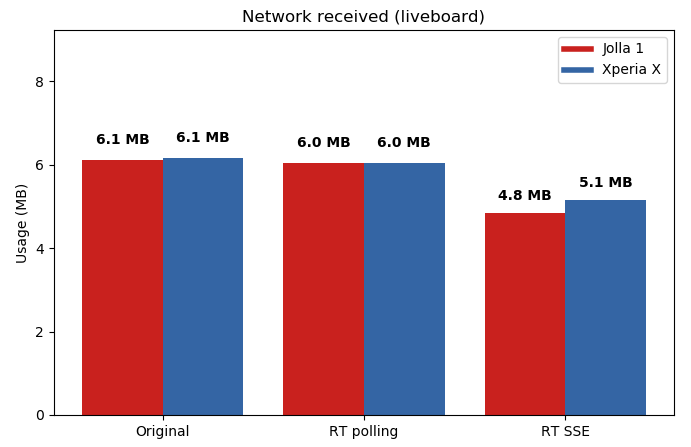 Network received (liveboard)
Jolla 1
Xperia X
Usage (MB)
8
6
4
2
0
6.1 MB
6.1 MB
6.0 MB
6.0 MB
4.8 MB
5.1 MB
Original
RT polling
RT SSE